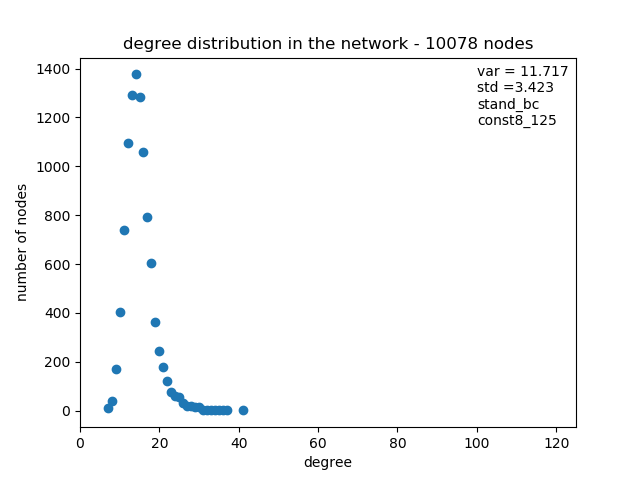 degree distribution in the network - 10078 nodes
var = 11.717
std =3.423
stand_bc
const8_125
1400
1200
1000
800
600
400
200
0
number of nodes
0 20 40 60 80 100 120
degree